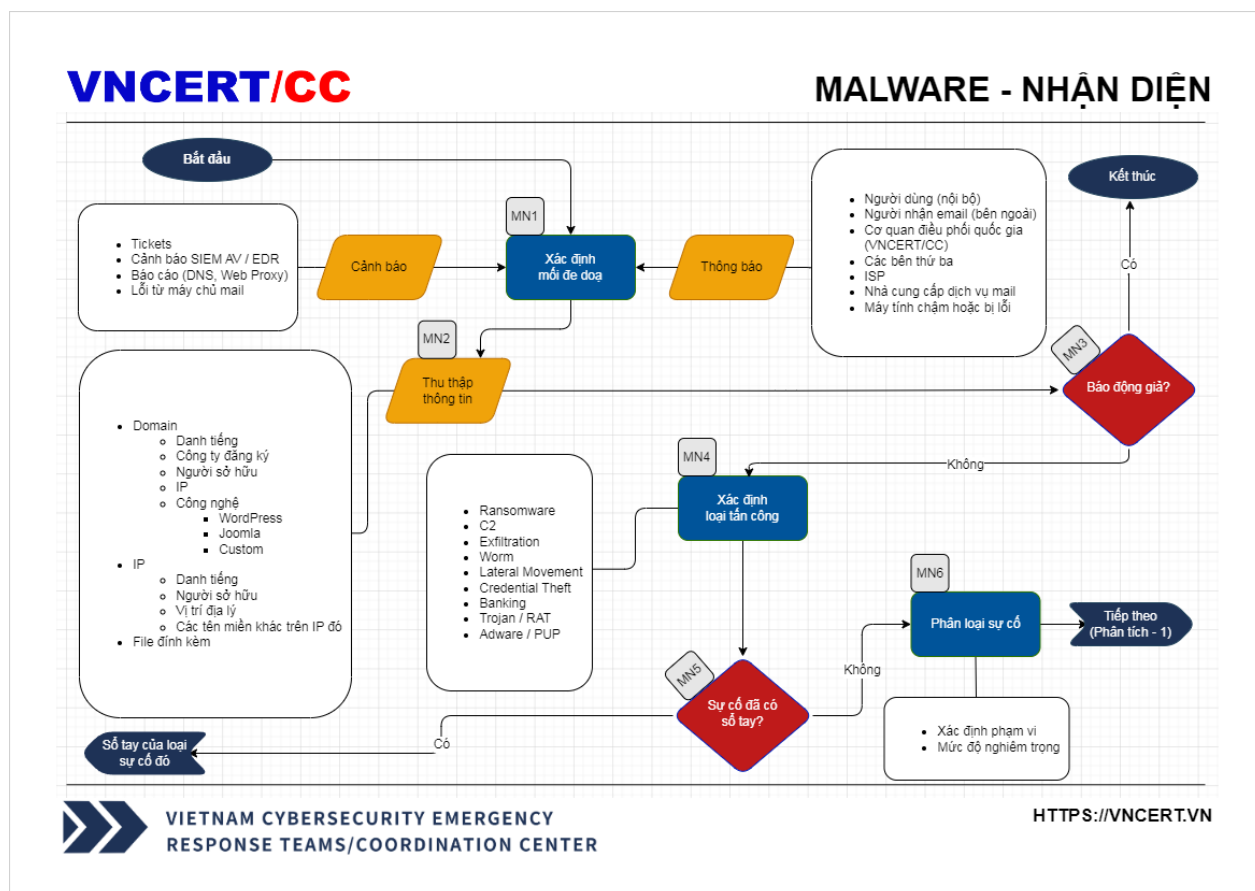 VNCERT/CC
MALWARE - NHẬN DIỆN
Bắt đầu
Kết thúc
MN1
Tickets
Cảnh báo SIEM AV / EDR
Báo cáo (DNS, Web Proxy)
Lỗi từ máy chủ mail
Cảnh báo
Xác định
mối đe doạ
Thông báo
Người dùng (nội bộ)
Người nhận email (bên ngoài)
Cơ quan điều phối quốc gia
(VNCERT/CC)
Các bên thứ ba
ISP
Nhà cung cấp dịch vụ mail
Máy tính chậm hoặc bị lỗi
Có
MN2
Thu thập
thông tin
MN3
Báo động giả?
Domain
Danh tiếng
Công ty đăng ký
Người sở hữu
IP
Công nghệ
WordPress
Joomla
Custom
IP
Danh tiếng
Người sở hữu
Vị trí địa lý
Các tên miền khác trên IP đó
File đính kèm
Không
MN4
Xác định
loại tấn công
Ransomware
C2
Exfiltration
Worm
Lateral Movement
Credential Theft
Banking
Trojan / RAT
Adware / PUP
MN5
Sự cố đã có
sổ tay?
Không
MN6
Phân loại sự cố
Tiếp theo
(Phân tích - 1)
Xác định phạm vi
Mức độ nghiêm trọng
Có
Sổ tay của loại
sự cố đó
VIETNAM CYBERSECURITY EMERGENCY
RESPONSE TEAMS/COORDINATION CENTER
HTTPS://VNCERT.VN